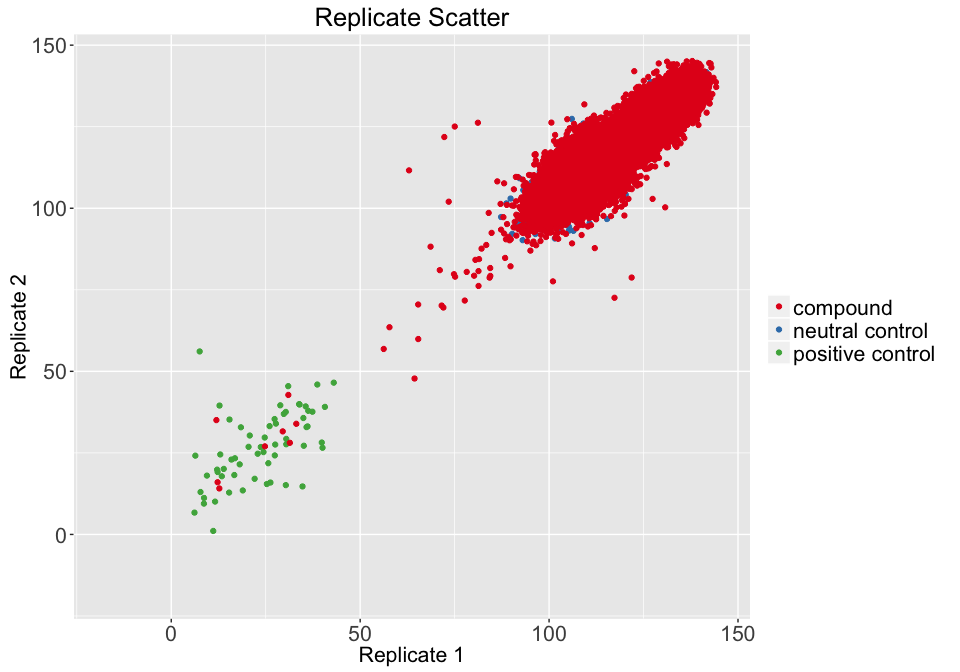 Replicate Scatter
150
100
50
0
Replicate 2
0 50 100 150
Replicate 1
compound
neutral control
positive control